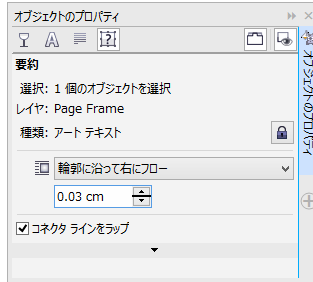 オブジェクトのプロパティ
要約
選択: 1 個のオブジェクトを選択
レイヤ: Page Frame
種類: アート テキスト
輪郭に沿って右にフロー
0.03 cm
コネクタ ラインをラップ
オブジェクトのプロパティ